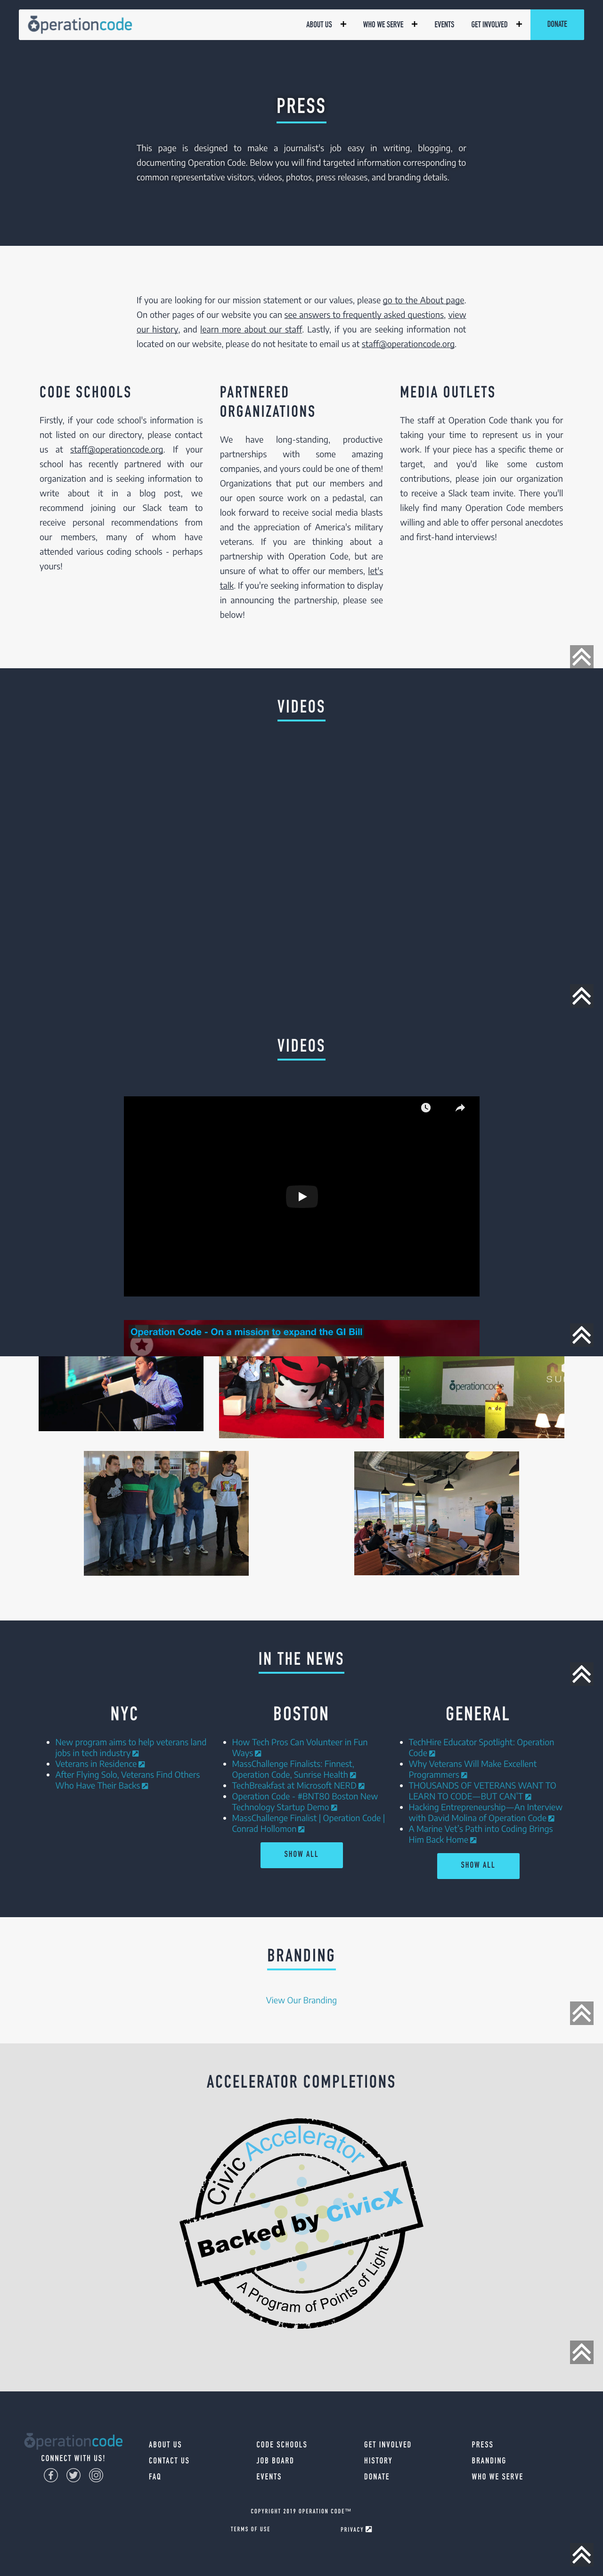 operationcode
ABOUT US + WHO WE SERVE + EVENTS GET INVOLVED + DONATE
PRESS
This page is designed to make a journalist's job easy in writing, blogging, or
documenting Operation Code. Below you will find targeted information corresponding to
common representative visitors, videos, photos, press releases, and branding details.
If you are looking for our mission statement or our values, please go to the About page.
On other pages of our website you can see answers to frequently asked questions, view
our history, and learn more about our staff. Lastly, if you are seeking information not
located on our website, please do not hesitate to email us at staff@operationcode.org.
CODE SCHOOLS
Firstly, if your code school's information is
not listed on our directory, please contact
us at staff@operationcode.org. If your
school has recently partnered with our
organization and is seeking information to
write about it in a blog post, we
recommend joining our Slack team to
receive personal recommendations from
our members, many of whom have
attended various coding schools - perhaps
yours!
PARTNERED
ORGANIZATIONS
We have long-standing, productive
partnerships with some amazing
companies, and yours could be one of them!
Organizations that put our members and
our open source work on a pedastal, can
look forward to receive social media blasts
and the appreciation of America's military
veterans. If you are thinking about a
partnership with Operation Code, but are
unsure of what to offer our members, let's
talk. If you're seeking information to display
in announcing the partnership, please see
below!
MEDIA OUTLETS
The staff at Operation Code thank you for
taking your time to represent us in your
work. If your piece has a specific theme or
target, and you'd like some custom
contributions, please join our organization
to receive a Slack team invite. There you'll
likely find many Operation Code members
willing and able to offer personal anecdotes
and first-hand interviews!
VIDEOS
VIDEOS
Operation Code - On a mission to expand the GI Bill
operationcode
IN THE NEWS
NYC
New program aims to help veterans land
jobs in tech industry
Veterans in Residence
After Flying Solo, Veterans Find Others
Who Have Their Backs
BOSTON
How Tech Pros Can Volunteer in Fun
Ways
MassChallenge Finalists: Finnest,
Operation Code, Sunrise Health
TechBreakfast at Microsoft NERD
Operation Code - #BNT80 Boston New
Technology Startup Demo
MassChallenge Finalist | Operation Code |
Conrad Hollomon
SHOW ALL
GENERAL
TechHire Educator Spotlight: Operation
Code
Why Veterans Will Make Excellent
Programmers
THOUSANDS OF VETERANS WANT TO
LEARN TO CODE—BUT CAN'T
Hacking Entrepreneurship—An Interview
with David Molina of Operation Code
A Marine Vet's Path into Coding Brings
Him Back Home
SHOW ALL
BRANDING
View Our Branding
ACCELERATOR COMPLETIONS
Civic Accelerator
Backed by CivicX
A Program of Points of Light
operationcode
CONNECT WITH US!
ABOUT US
CONTACT US
FAQ
CODE SCHOOLS
JOB BOARD
EVENTS
GET INVOLVED
HISTORY
DONATE
PRESS
BRANDING
WHO WE SERVE
COPYRIGHT 2019 OPERATION CODE™
TERMS OF USE
PRIVACY